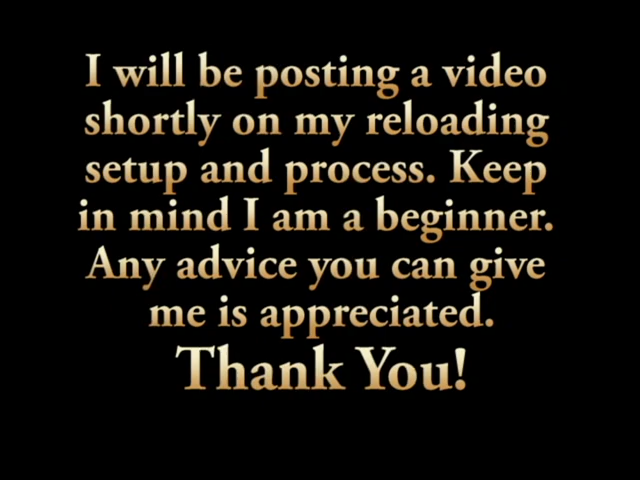 I will be posting a video
shortly on my reloading
setup and process. Keep
in mind I am a beginner.
Any advice you can give
me is appreciated.
Thank You!